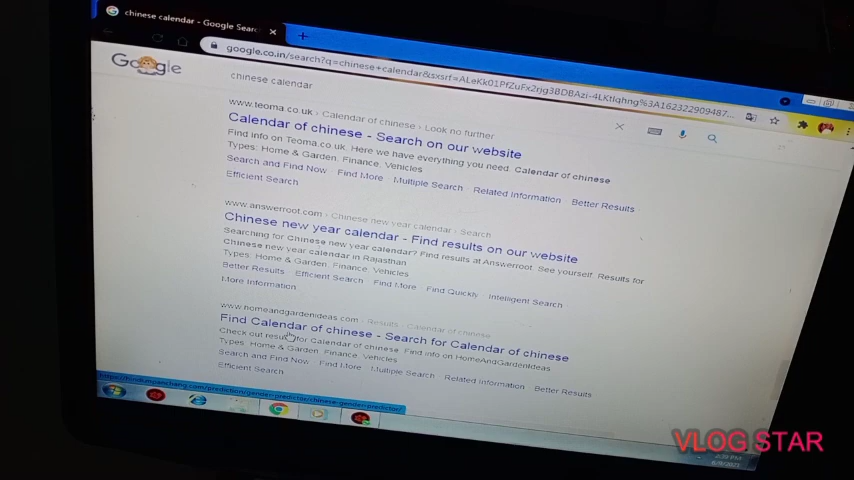 chinese calendar - Google Sear
google.co.in/search?q=chinese+calendar&sxsrf=
Google
chinese calendar
www.teoma.co.uk › Calendar of chinese › Look no further
Calendar of chinese - Search on our website
Find info on Teoma.co.uk. Here we have everything you need. Calendar of chinese
Types: Home & Garden, Finance, Vehicles
Search and Find Now · Find More · Multiple Search · Related Information · Better Results ·
Efficient Search
www.answerroot.com › Chinese new year calendar › Search
Chinese new year calendar - Find results on our website
Searching for Chinese new year calendar? Find results at Answerroot. See yourself. Results for
Chinese new year calendar in Rajasthan
Types: Home & Garden, Finance, Vehicles
Better Results · Efficient Search · Find More · Find Quickly · Intelligent Search ·
More Information
www.homeandgardenideas.com › Results › Calendar of chinese
Find Calendar of chinese - Search for Calendar of chinese
Check out results for Calendar of chinese. Find info on HomeAndGardenIdeas
Types: Home & Garden, Finance, Vehicles
Search and Find Now · Find More · Multiple Search · Related Information · Better Results ·
Efficient Search
VLOG STAR
2:39 PM